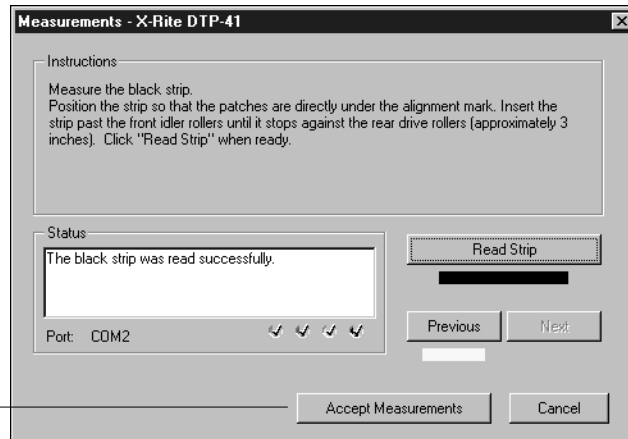 Measurements - X-Rite DTP-41
Instructions
Measure the black strip.
Position the strip so that the patches are directly under the alignment mark. Insert the
strip past the front idler rollers until it stops against the rear drive rollers (approximately 3
inches). Click "Read Strip" when ready.
Status
The black strip was read successfully.
Port: COM2
Read Strip
Previous
Next
Accept Measurements
Cancel